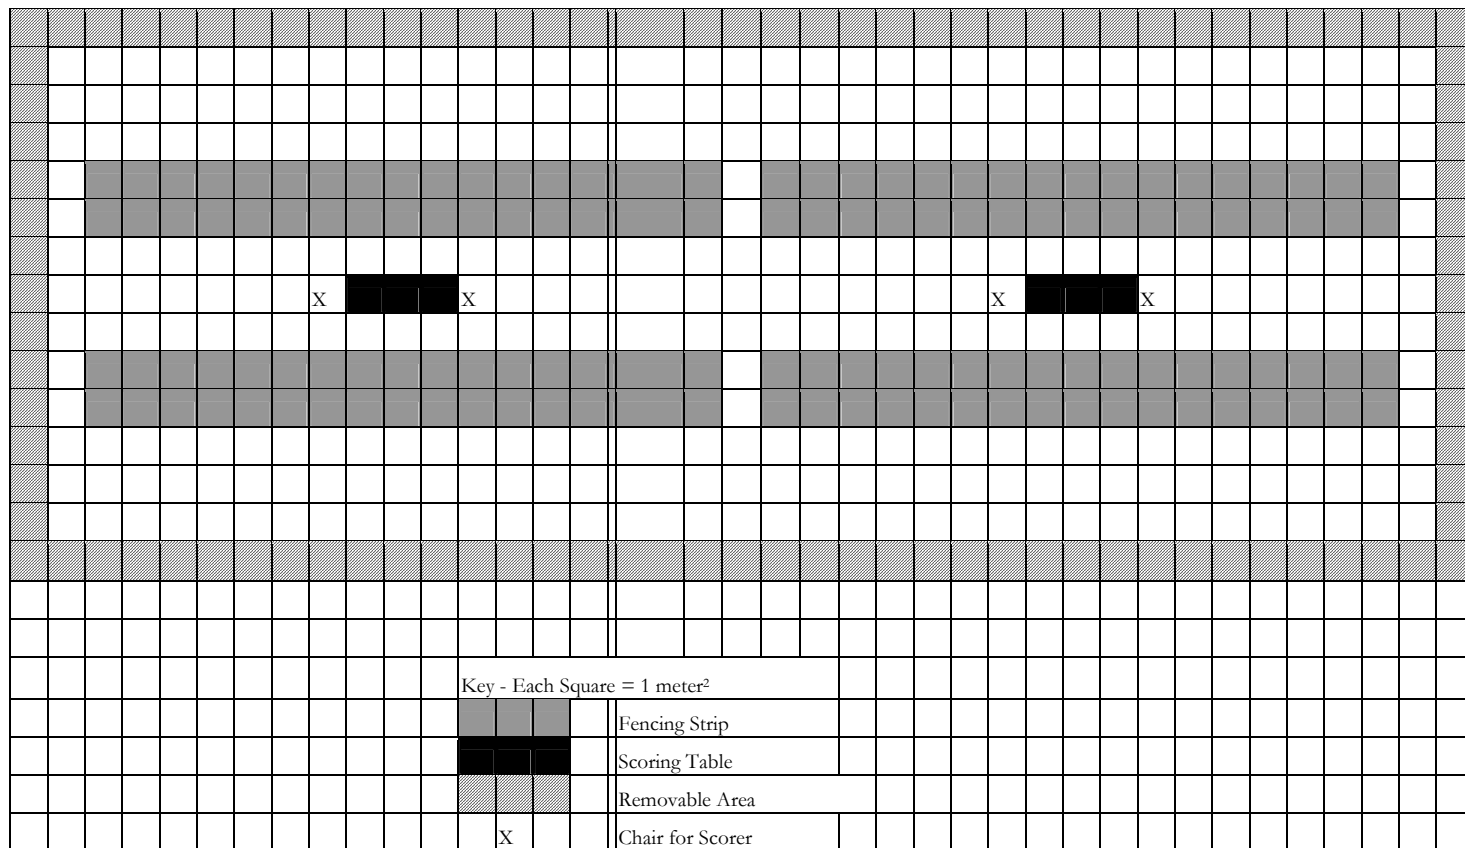 X X X X
Key - Each Square = 1 meter²
Fencing Strip
Scoring Table
Removable Area
X Chair for Scorer